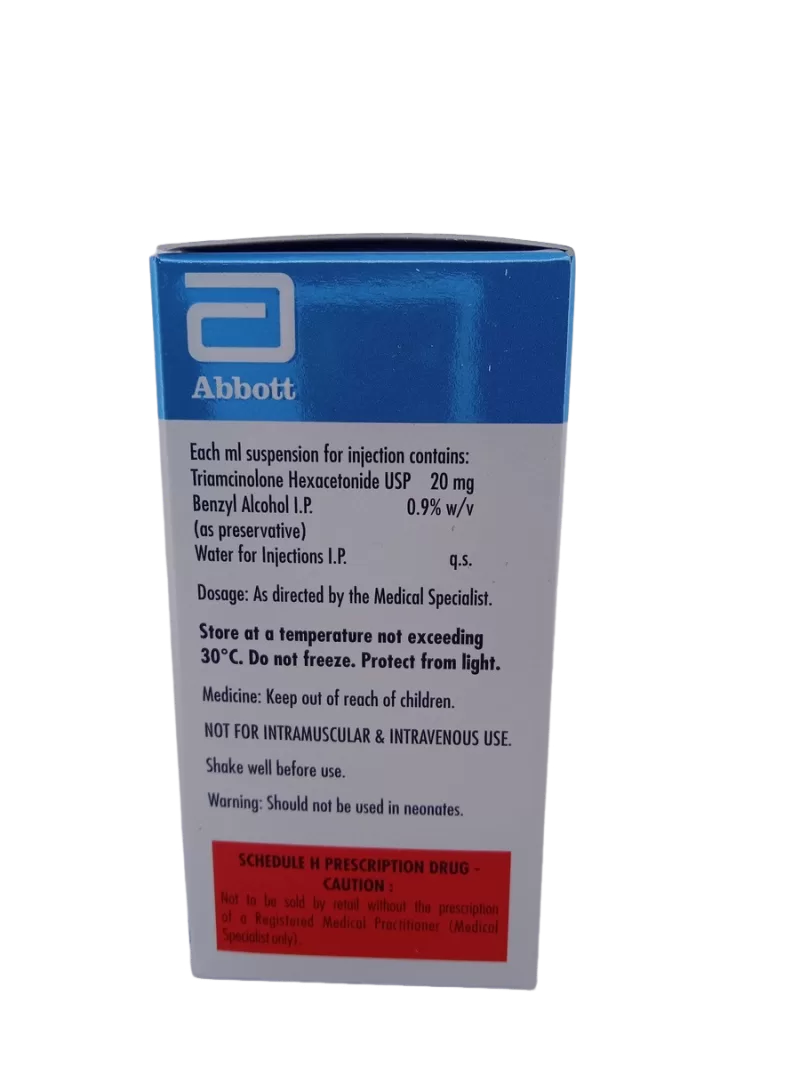 Abbott
Each ml suspension for injection contains:
Triamcinolone Hexacetonide USP 20 mg
Benzyl Alcohol I.P. 0.9% w/v
(as preservative)
Water for Injections I.P. q.s.
Dosage: As directed by the Medical Specialist.
Store at a temperature not exceeding
30°C. Do not freeze. Protect from light.
Medicine: Keep out of reach of children.
NOT FOR INTRAMUSCULAR & INTRAVENOUS USE.
Shake well before use.
Warning: Should not be used in neonates.
SCHEDULE H PRESCRIPTION DRUG -
CAUTION :
Not to be sold by retail without the prescription
of a Registered Medical Practitioner (Medical
Specialist only).